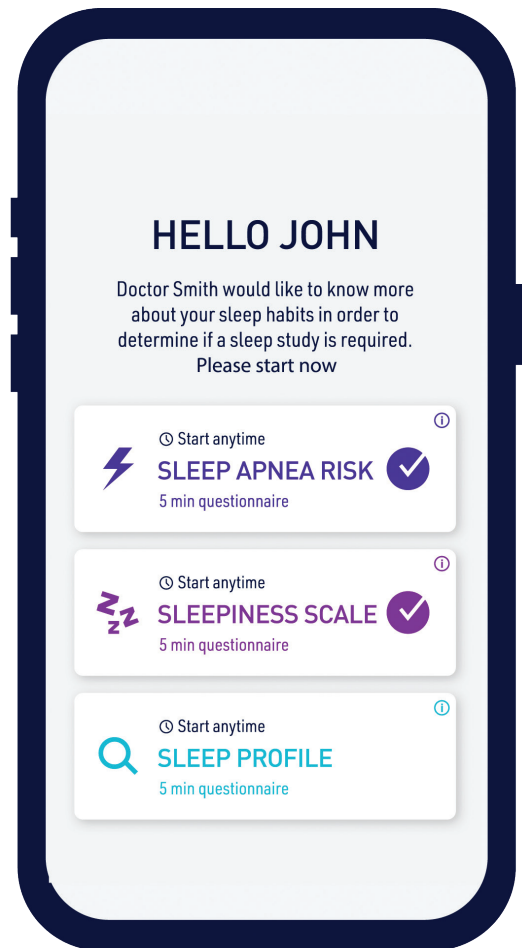 HELLO JOHN
Doctor Smith would like to know more
about your sleep habits in order to
determine if a sleep study is required.
Please start now
Start anytime
SLEEP APNEA RISK
5 min questionnaire
Start anytime
SLEEPINESS SCALE
5 min questionnaire
Start anytime
SLEEP PROFILE
5 min questionnaire